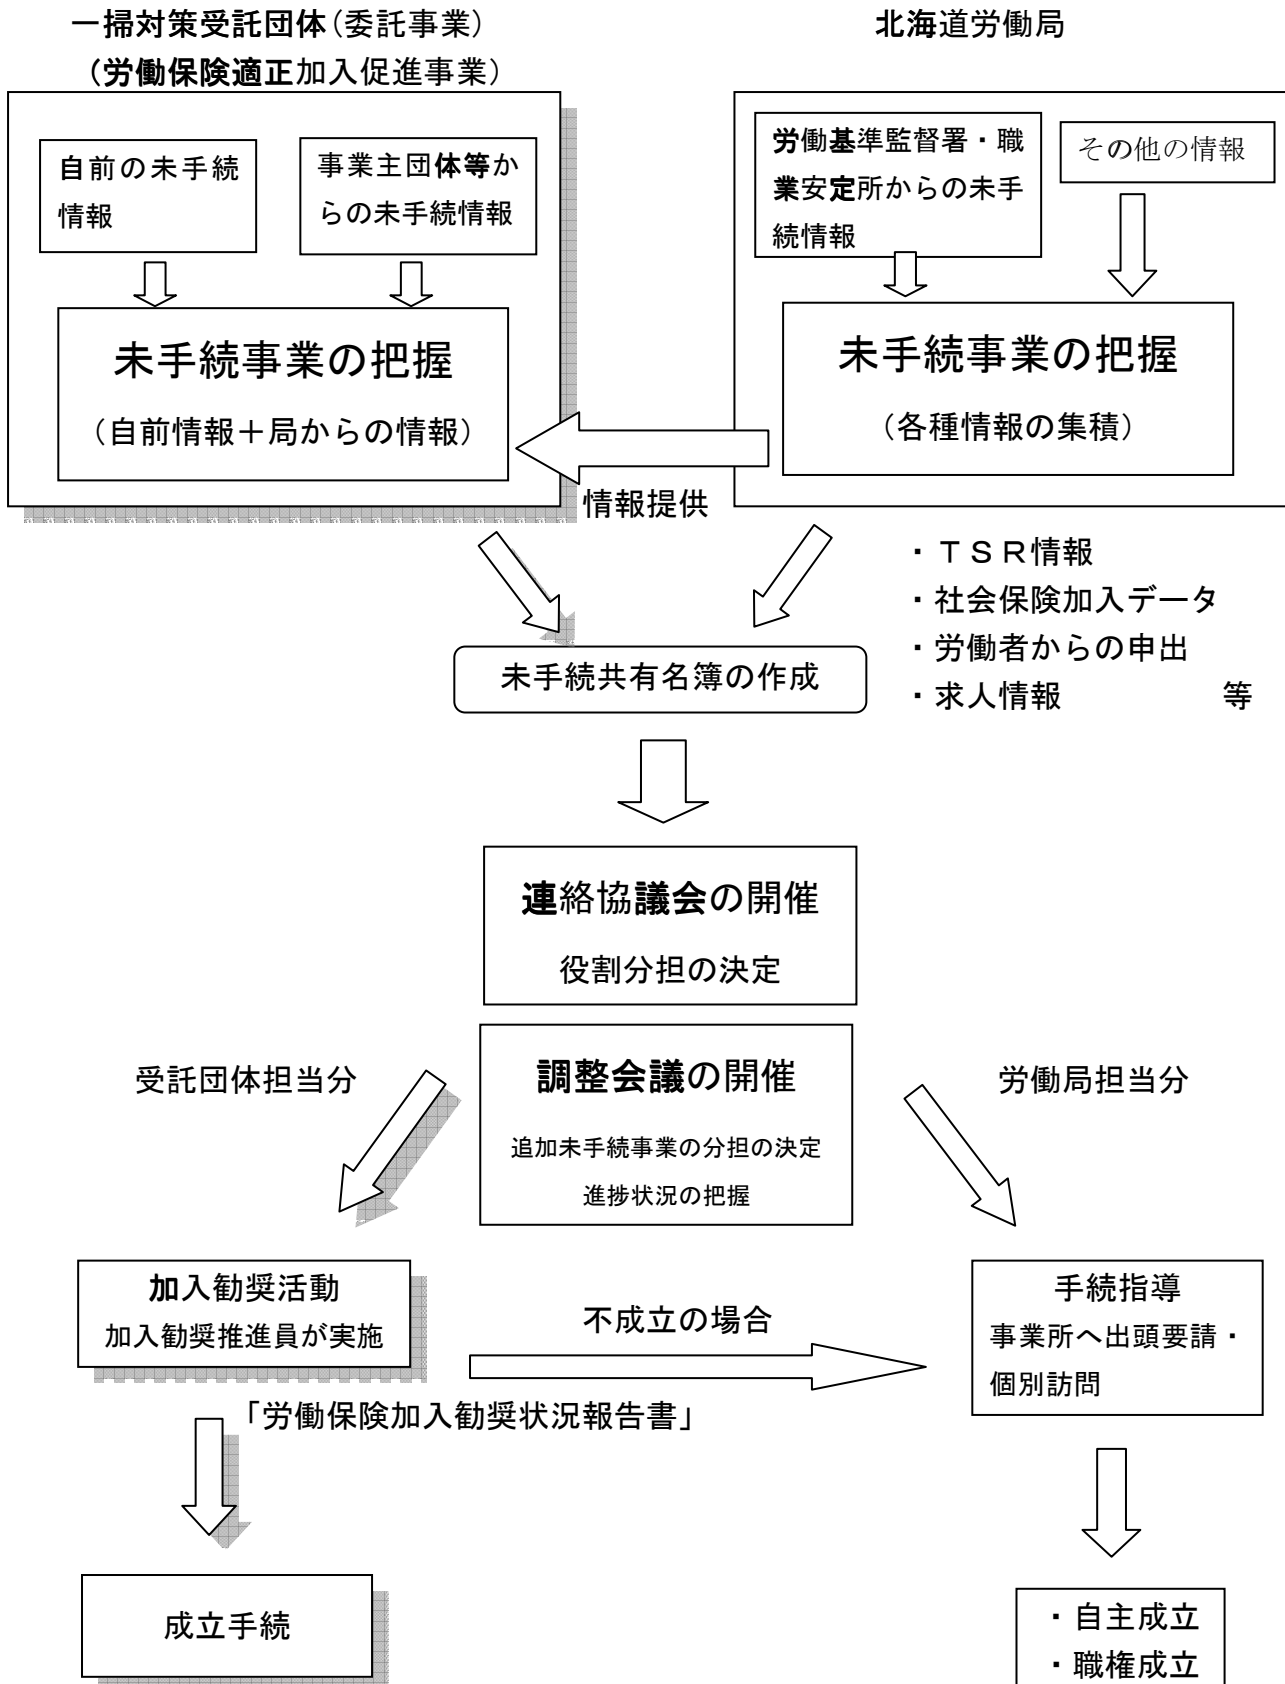 一掃対策受託団体(委託事業)
(労働保険適正加入促進事業)
北海道労働局
自前の未手続
情報
事業主団体等か
らの未手続情報
労働基準監督署・職
業安定所からの未手
続情報
その他の情報
未手続事業の把握
(自前情報＋局からの情報)
未手続事業の把握
(各種情報の集積)
情報提供
・ＴＳＲ情報
・社会保険加入データ
・労働者からの申出
・求人情報 等
未手続共有名簿の作成
連絡協議会の開催
役割分担の決定
調整会議の開催
追加未手続事業の分担の決定
進捗状況の把握
受託団体担当分
労働局担当分
加入勧奨活動
加入勧奨推進員が実施
不成立の場合
「労働保険加入勧奨状況報告書」
手続指導
事業所へ出頭要請・
個別訪問
成立手続
・自主成立
・職権成立